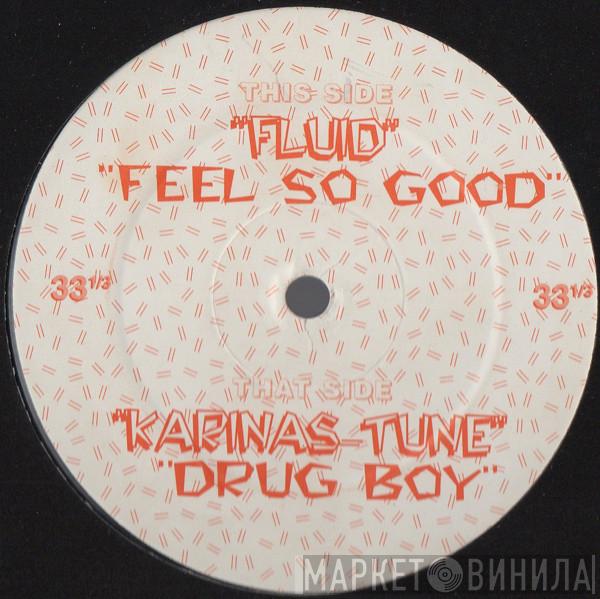 THIS SIDE
"FLUID"
"FEEL SO GOOD"
33 1/3 33 1/3
THAT SIDE
"KARINAS TUNE"
"DRUG BOY"
МАРКЕТ ВИНИЛА